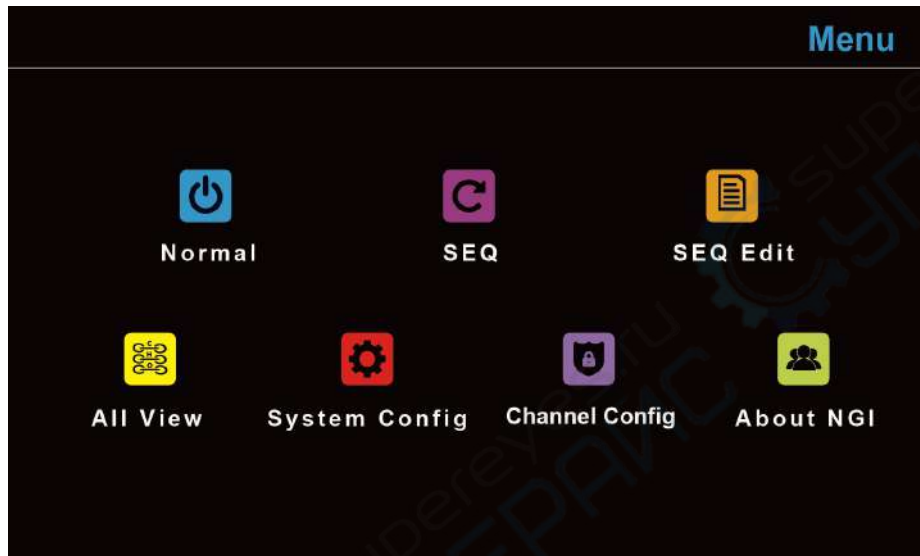 Menu
Normal
SEQ
SEQ Edit
All View
System Config
Channel Config
About NGI